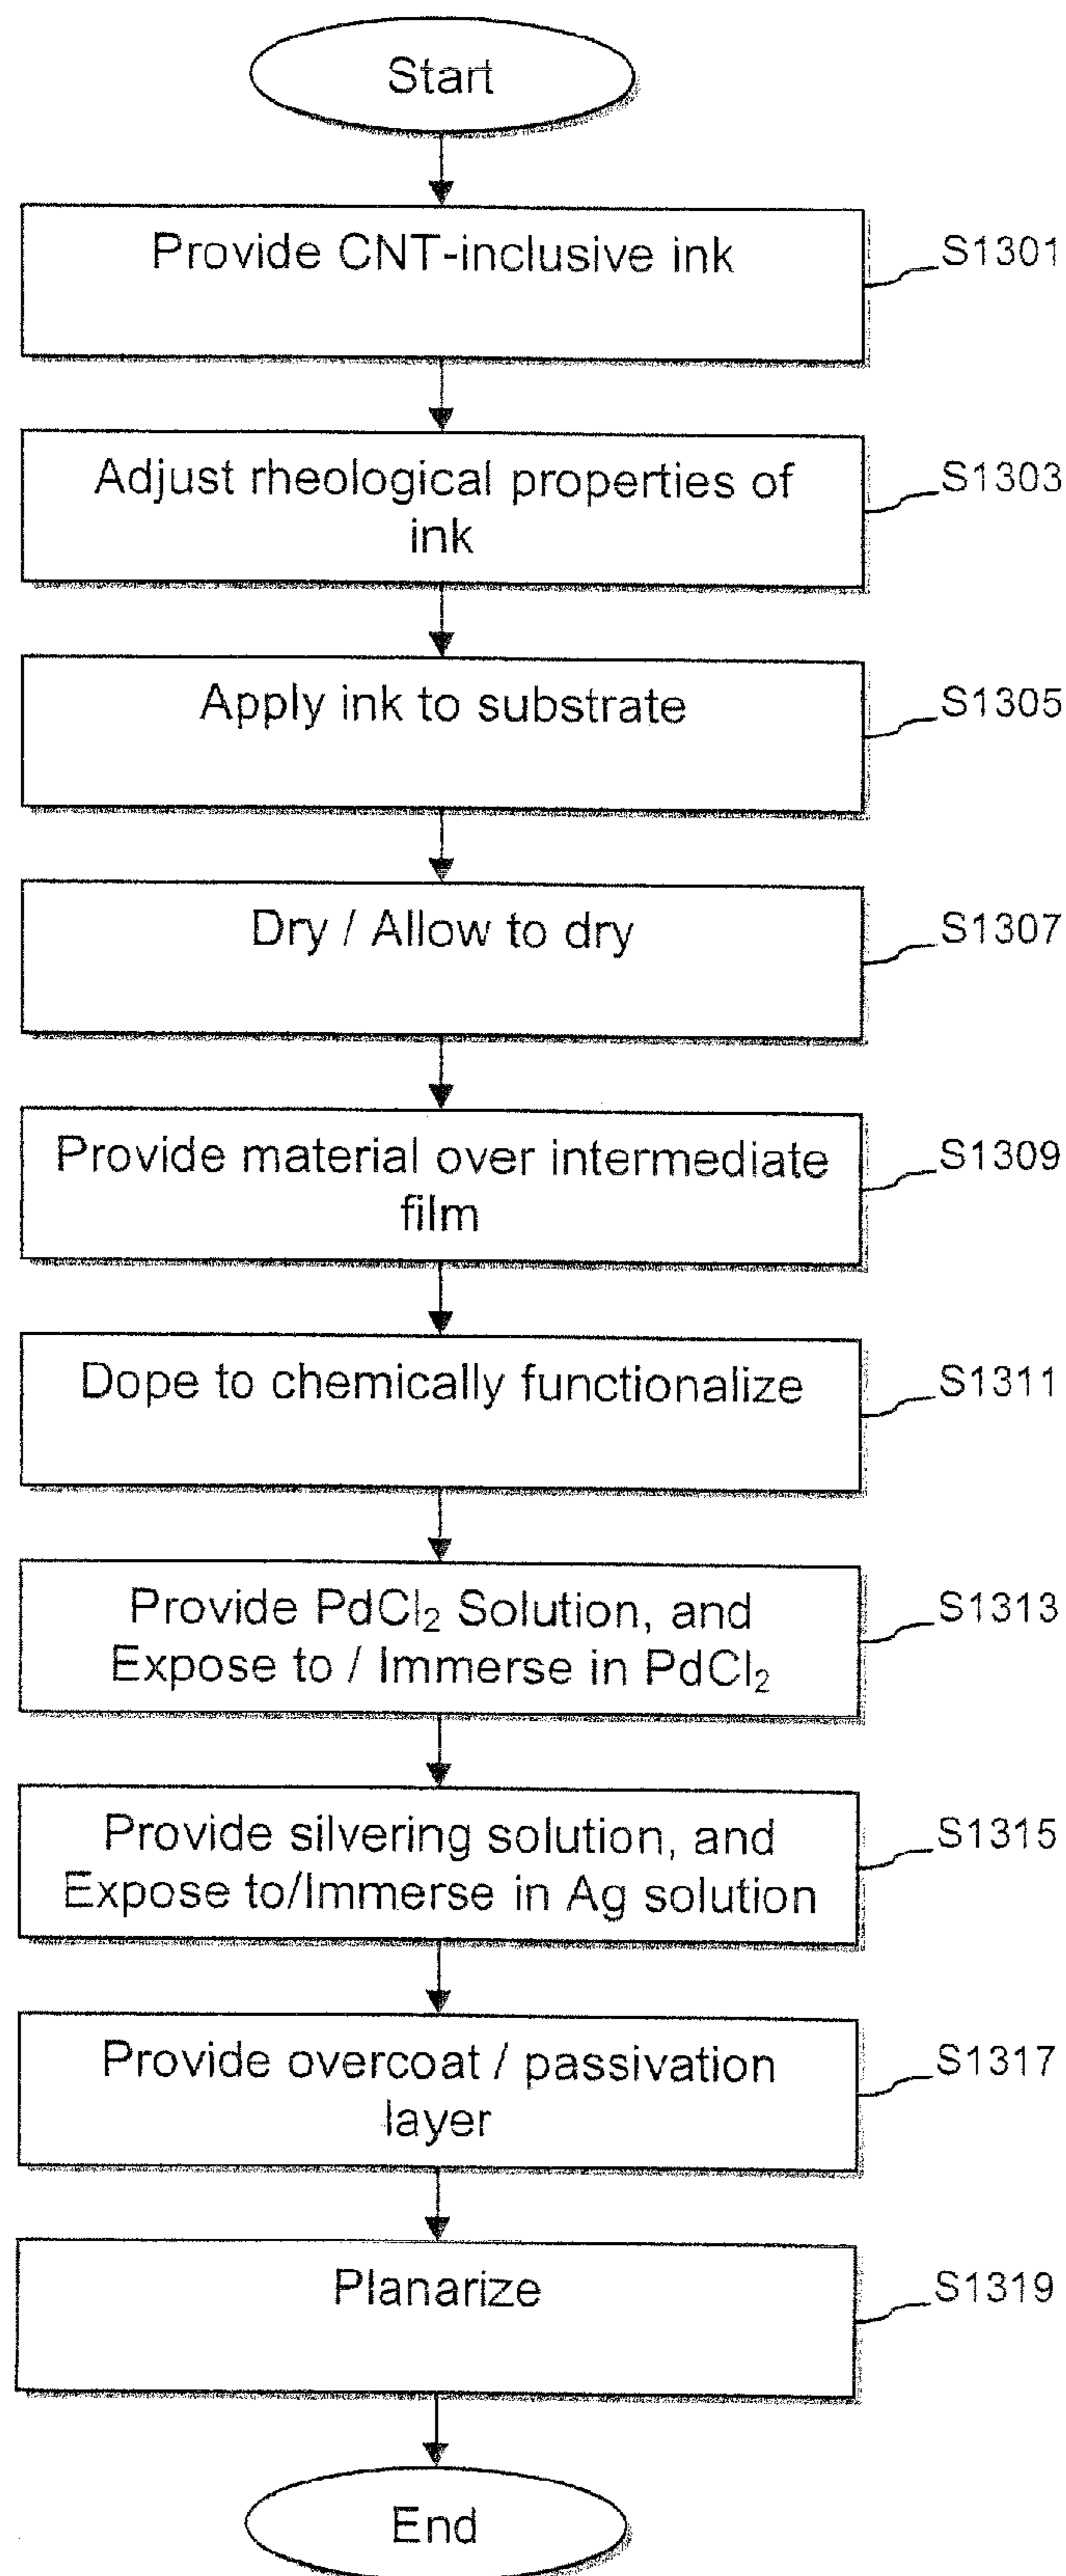 Start
Provide CNT-inclusive ink
S1301
Adjust rheological properties of
ink
S1303
Apply ink to substrate
S1305
Dry / Allow to dry
S1307
Provide material over intermediate
film
S1309
Dope to chemically functionalize
S1311
Provide PdCl₂ Solution, and
Expose to / Immerse in PdCl₂
S1313
Provide silvering solution, and
Expose to/Immerse in Ag solution
S1315
Provide overcoat / passivation
layer
S1317
Planarize
S1319
End